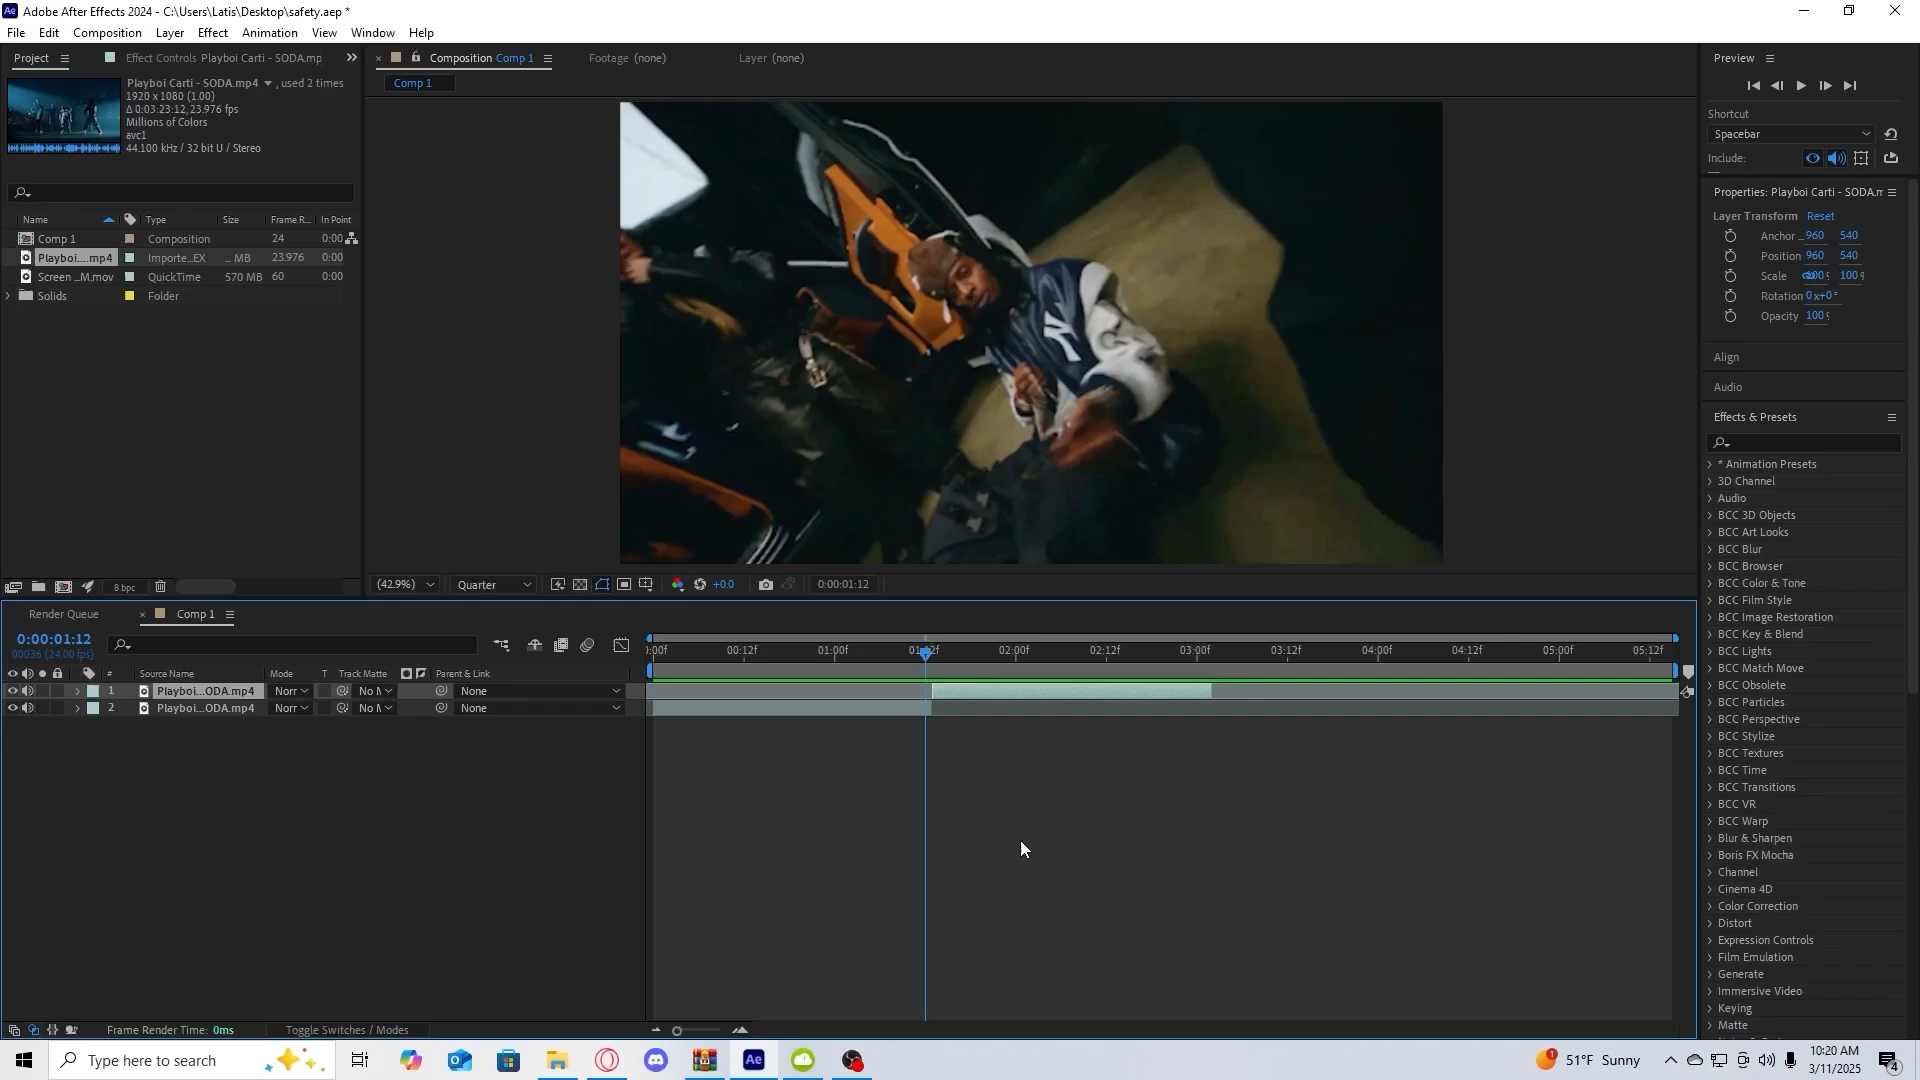 Adobe After Effects 2024 - C:\Users\Latis\Desktop\safety.aep *
File Edit Composition Layer Effect Animation View Window Help
Project Effect Controls Playboi Carti - SODA.mp
Composition Comp 1 Footage (none) Layer (none)
Comp 1
Playboi Carti - SODA.mp4 , used 2 times
1920 x 1080 (1.00)
Δ 0:03:23:12, 23.976 fps
Millions of Colors
avc1
44.100 kHz / 32 bit U / Stereo
Name Type Size Frame R... In Point
Comp 1 Composition 24 0:00
Playboi....mp4 Importe...EX ... MB 23.976 0:00
Screen ...M.mov QuickTime 570 MB 60 0:00
Solids Folder
8 bpc
(42.9%) Quarter +0.0 0:00:01:12
Preview
Shortcut
Spacebar
Include:
Properties: Playboi Carti - SODA.m
Layer Transform Reset
Anchor ... 960 540
Position 960 540
Scale 100 100
Rotation 0x+0°
Opacity 100
Align
Audio
Effects & Presets
* Animation Presets
3D Channel
Audio
BCC 3D Objects
BCC Art Looks
BCC Blur
BCC Browser
BCC Color & Tone
BCC Film Style
BCC Image Restoration
BCC Key & Blend
BCC Lights
BCC Match Move
BCC Obsolete
BCC Particles
BCC Perspective
BCC Stylize
BCC Textures
BCC Time
BCC Transitions
BCC VR
BCC Warp
Blur & Sharpen
Boris FX Mocha
Channel
Cinema 4D
Color Correction
Distort
Expression Controls
Film Emulation
Generate
Immersive Video
Keying
Matte
Render Queue Comp 1
0:00:01:12
00036 (24.00 fps)
:00f 00:12f 01:00f 01:12f 02:00f 02:12f 03:00f 03:12f 04:00f 04:12f 05:00f 05:12f
# Source Name Mode T Track Matte Parent & Link
1 Playboi...ODA.mp4 Norr No M None
2 Playboi...ODA.mp4 Norr No M None
Frame Render Time: 0ms Toggle Switches / Modes
Type here to search
51°F Sunny
10:20 AM
3/11/2025